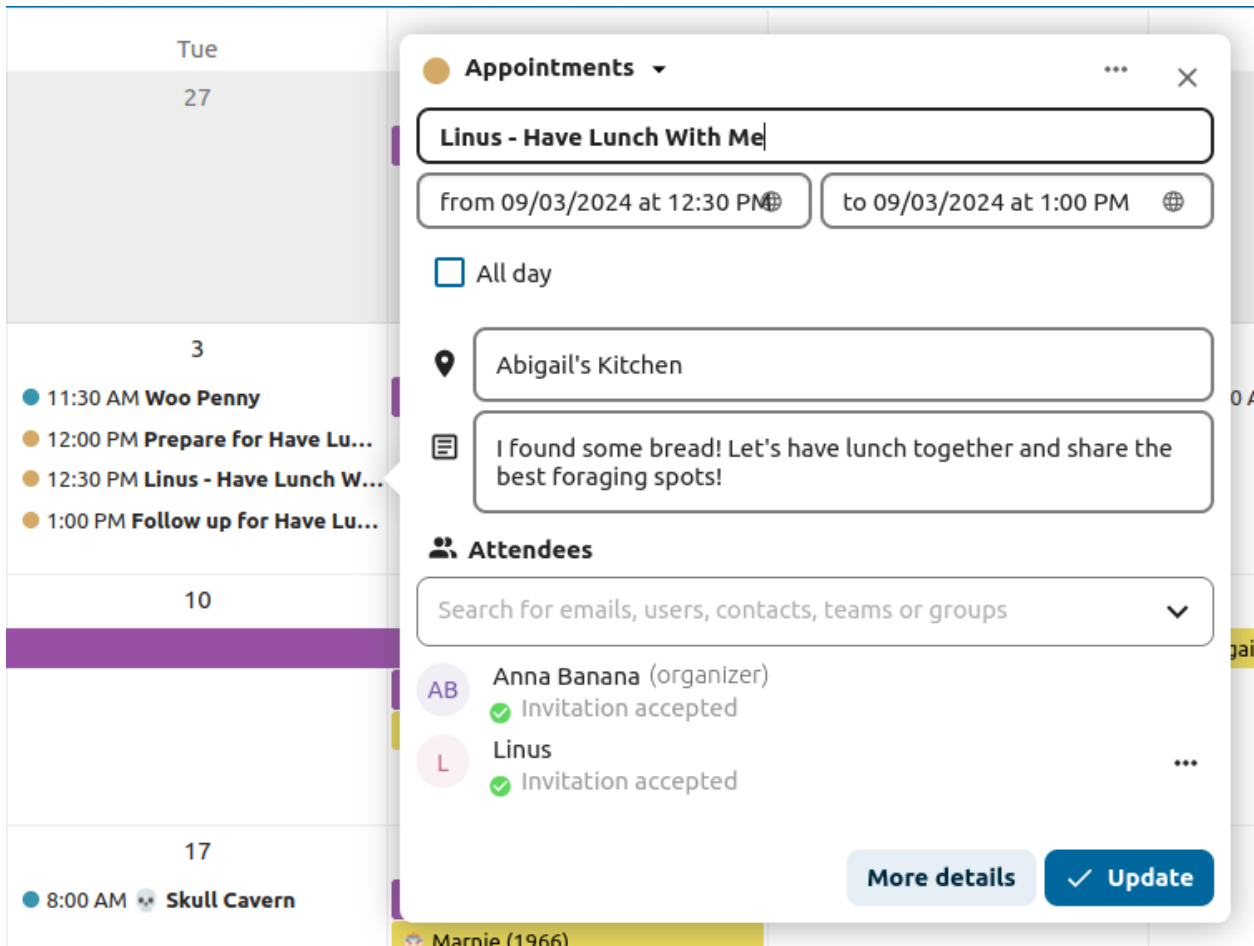 Tue
27
3
11:30 AM Woo Penny
12:00 PM Prepare for Have Lu...
12:30 PM Linus - Have Lunch W...
1:00 PM Follow up for Have Lu...
10
17
8:00 AM 💀 Skull Cavern
Appointments
Linus - Have Lunch With Me
from 09/03/2024 at 12:30 PM
to 09/03/2024 at 1:00 PM
All day
Abigail's Kitchen
I found some bread! Let's have lunch together and share the
best foraging spots!
Attendees
Search for emails, users, contacts, teams or groups
AB
Anna Banana (organizer)
Invitation accepted
L
Linus
Invitation accepted
More details
Update
Marnie (1966)